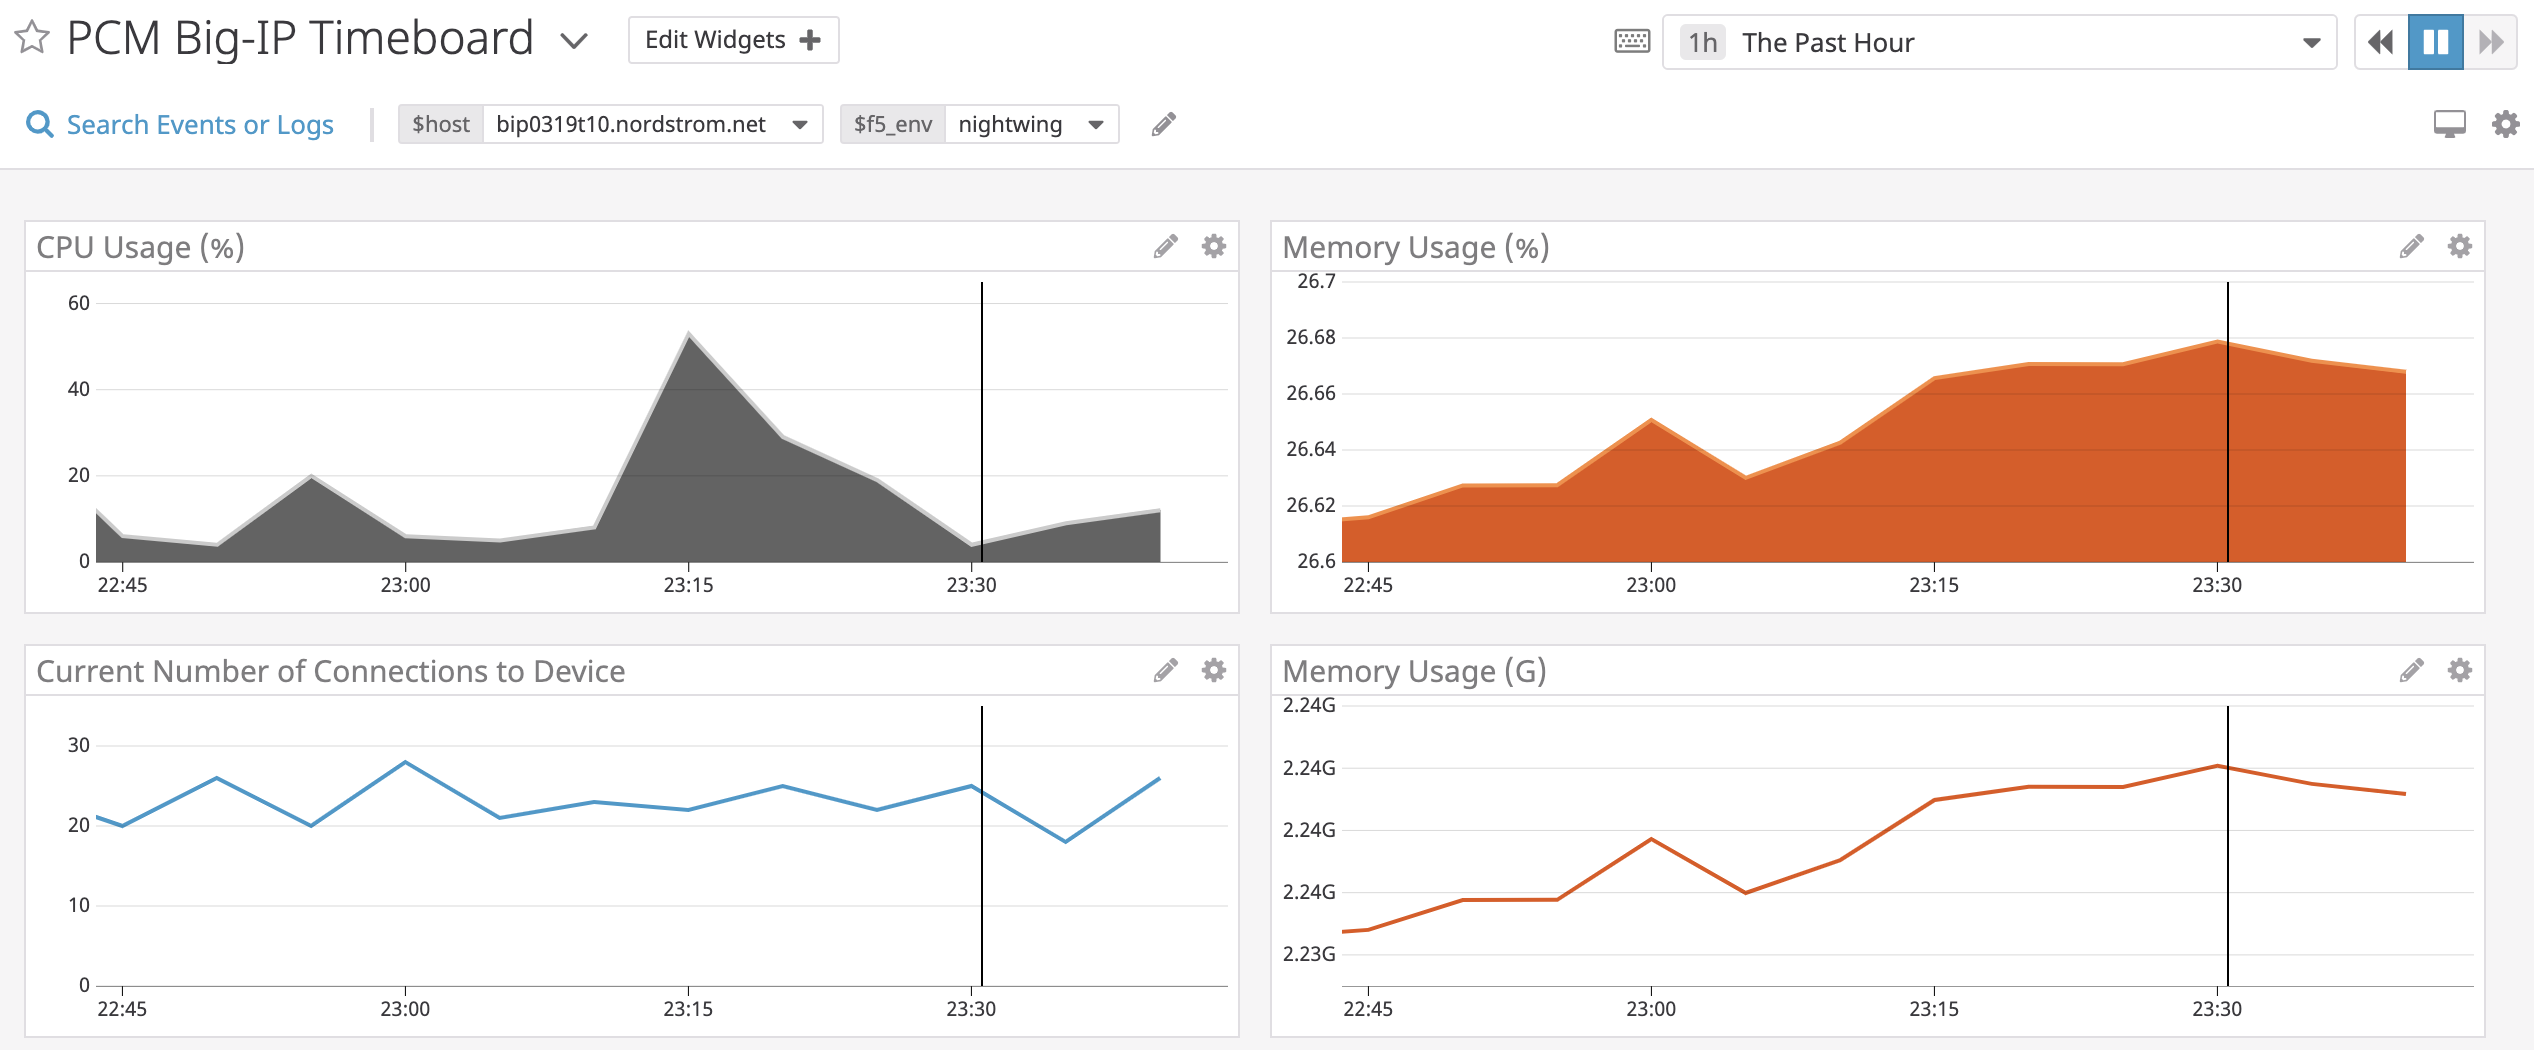 PCM Big-IP Timeboard
Edit Widgets
1h The Past Hour
Search Events or Logs
$host bip0319t10.nordstrom.net
$f5_env nightwing
CPU Usage (%)
60
40
20
0
22:45 23:00 23:15 23:30
Memory Usage (%)
26.7
26.68
26.66
26.64
26.62
26.6
22:45 23:00 23:15 23:30
Current Number of Connections to Device
30
20
10
0
22:45 23:00 23:15 23:30
Memory Usage (G)
2.24G
2.24G
2.24G
2.24G
2.23G
22:45 23:00 23:15 23:30